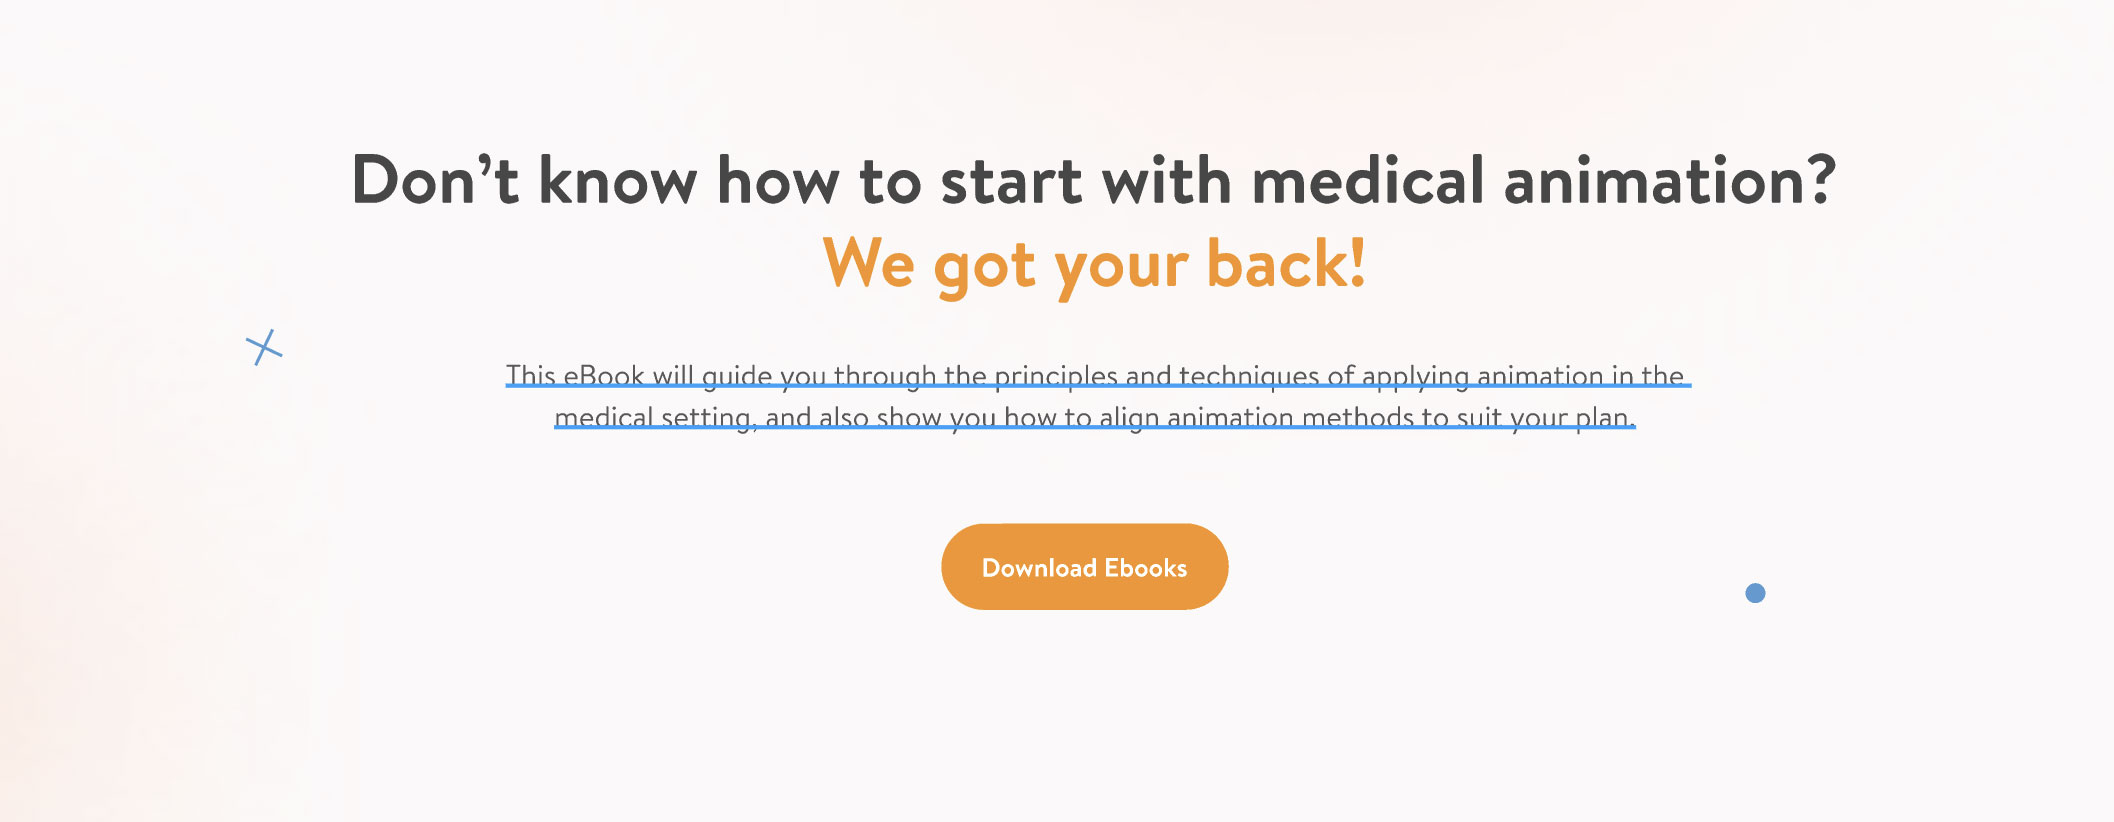 Don’t know how to start with medical animation?
We got your back!
This eBook will guide you through the principles and techniques of applying animation in the
medical setting, and also show you how to align animation methods to suit your plan.
Download Ebooks